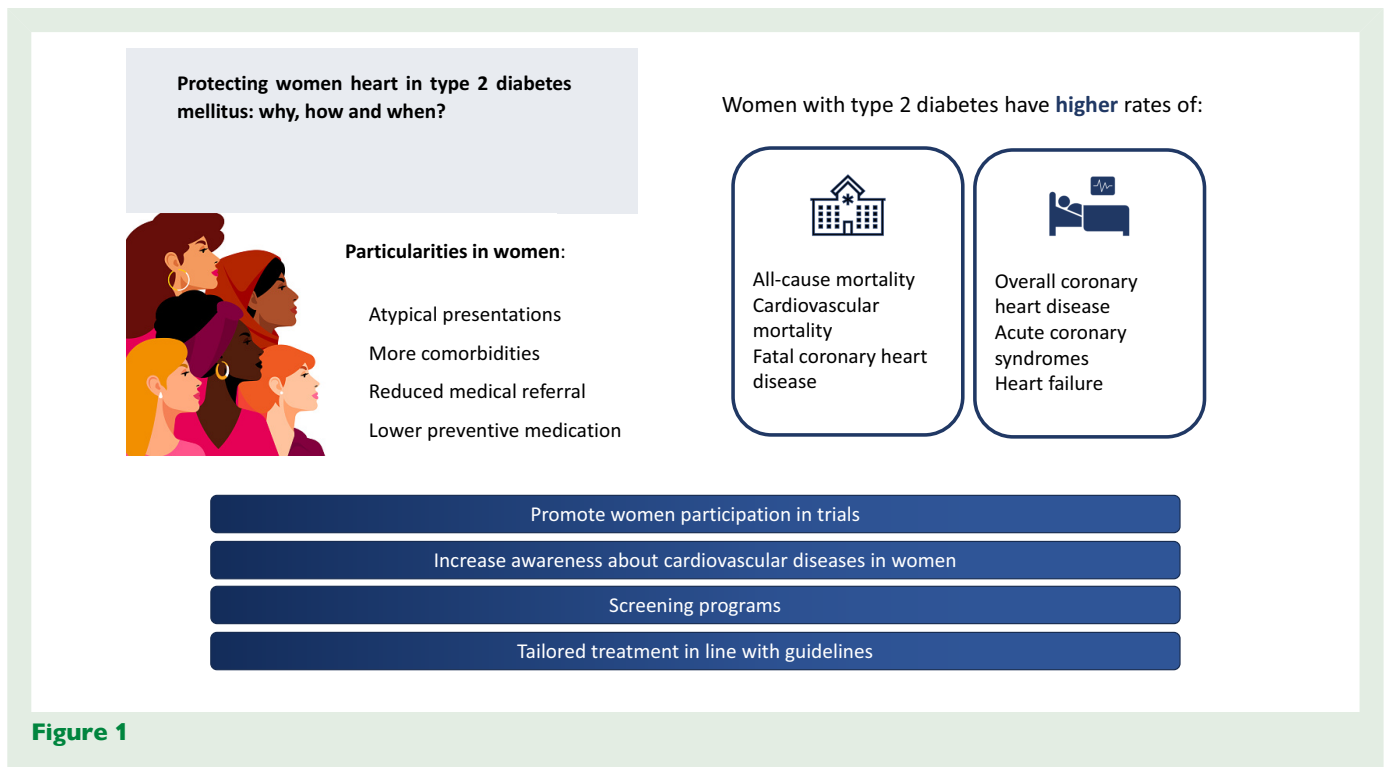 Protecting women heart in type 2 diabetes
mellitus: why, how and when?
Particularities in women:
Atypical presentations
More comorbidities
Reduced medical referral
Lower preventive medication
Women with type 2 diabetes have higher rates of:
All-cause mortality
Cardiovascular
mortality
Fatal coronary heart
disease
Overall coronary
heart disease
Acute coronary
syndromes
Heart failure
Promote women participation in trials
Increase awareness about cardiovascular diseases in women
Screening programs
Tailored treatment in line with guidelines
Figure 1